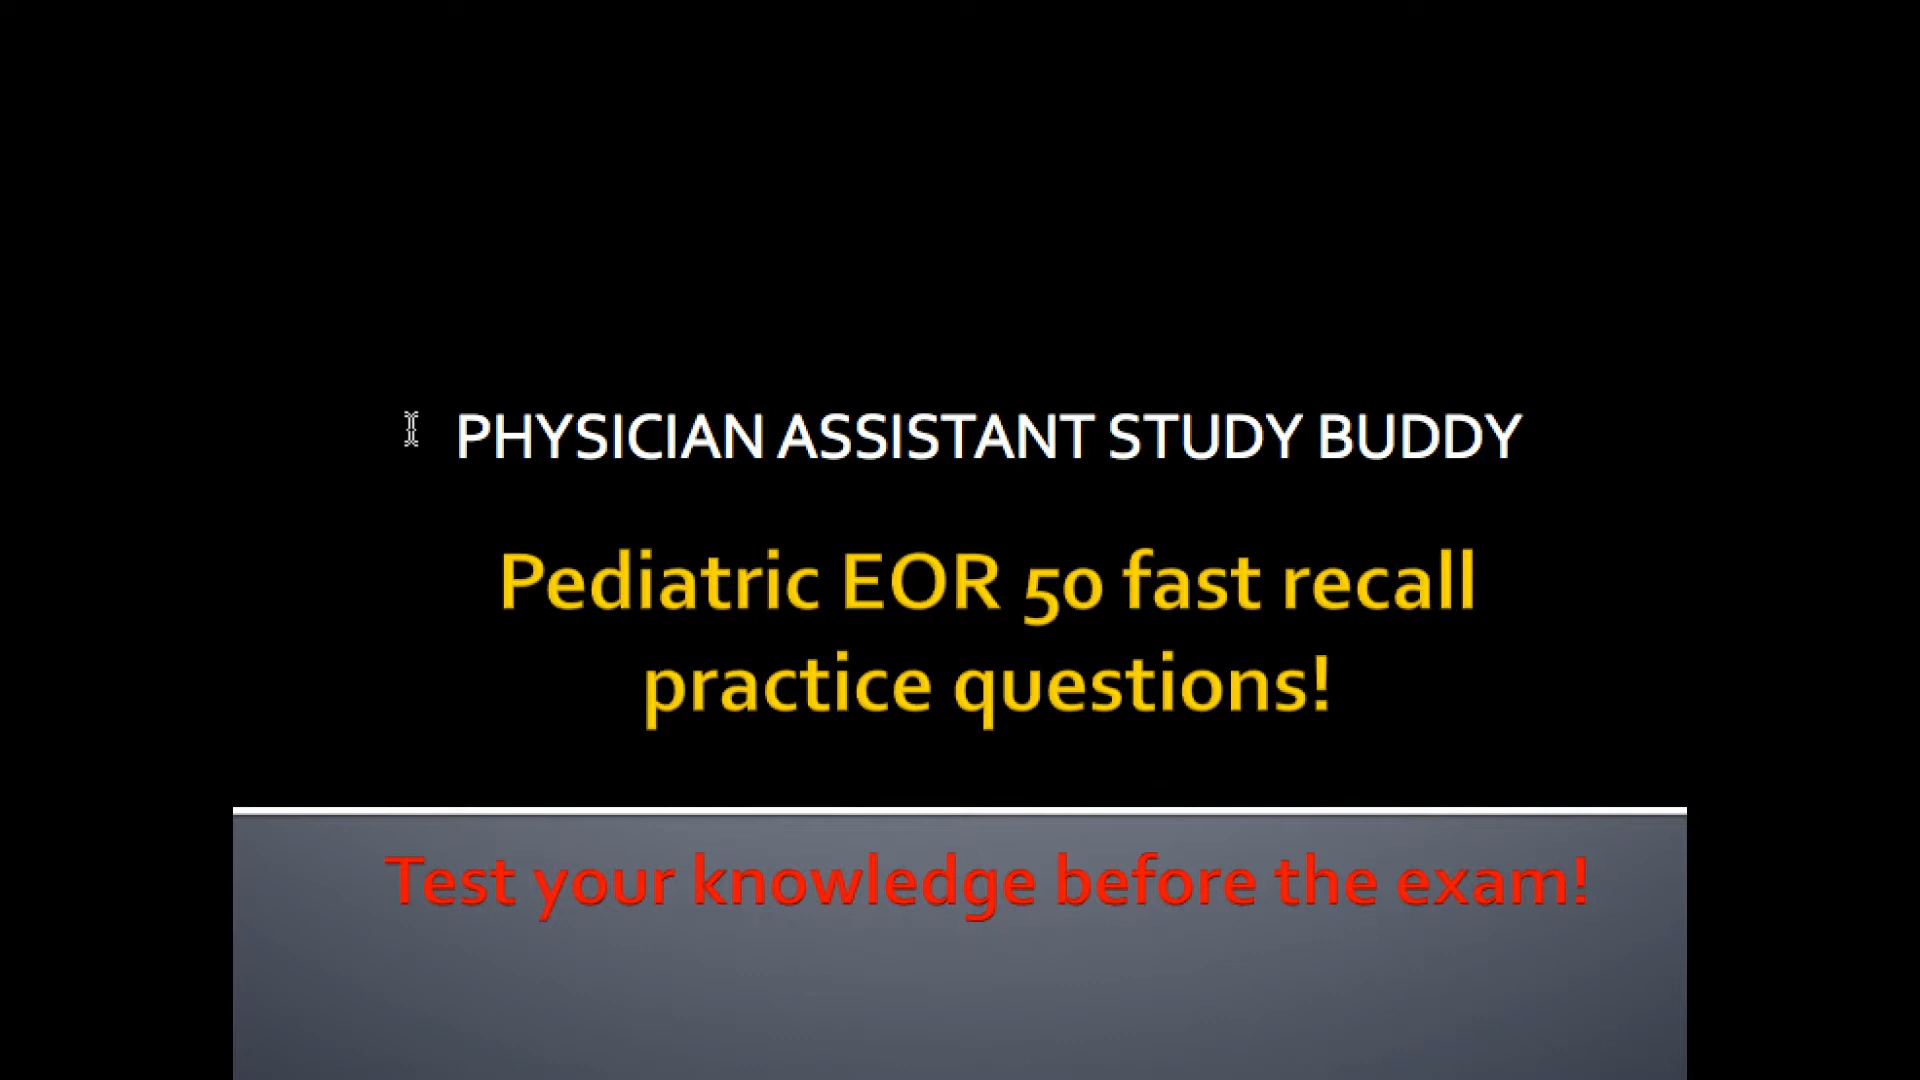 PHYSICIAN ASSISTANT STUDY BUDDY
Pediatric EOR 50 fast recall
practice questions!
Test your knowledge before the exam!